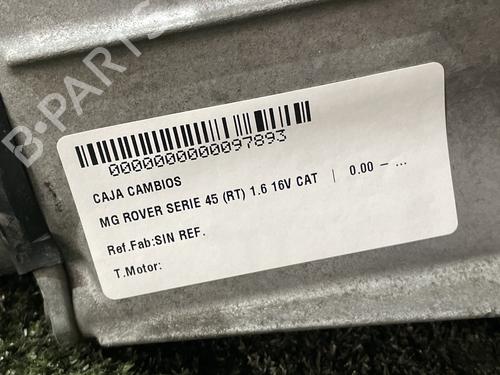 B-PARTS
0000000000097893
CAJA CAMBIOS
MG ROVER SERIE 45 (RT) 1.6 16V CAT | 0.00 – ...
Ref.Fab:SIN REF.
T.Motor: